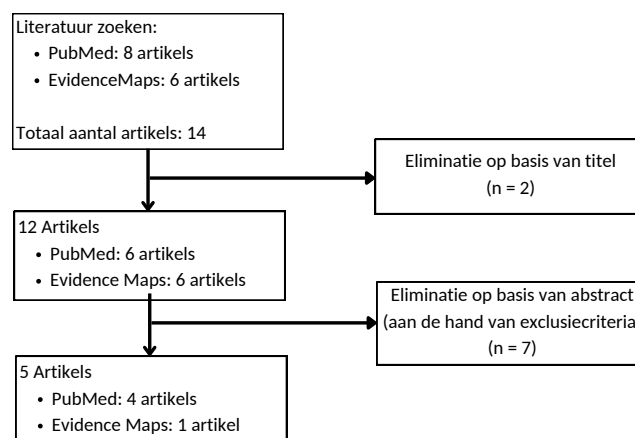 Literatuur zoeken:
• PubMed: 8 artikels
• EvidenceMaps: 6 artikels
Totaal aantal artikels: 14
Eliminatie op basis van titel
(n = 2)
12 Artikels
• PubMed: 6 artikels
• Evidence Maps: 6 artikels
Eliminatie op basis van abstract
(aan de hand van exclusiecriteria
(n = 7)
5 Artikels
• PubMed: 4 artikels
• Evidence Maps: 1 artikel